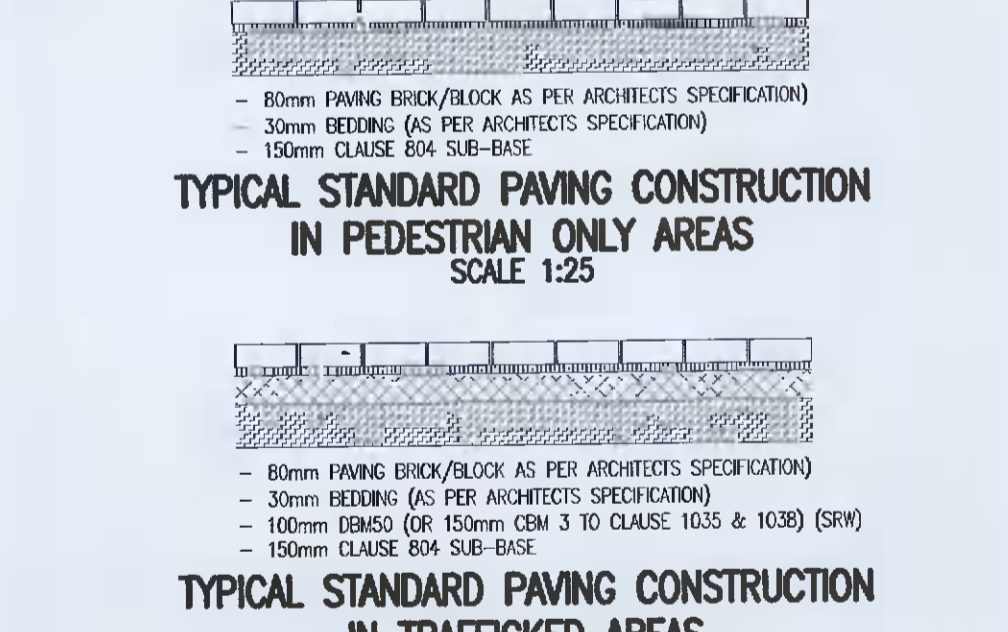 - 80mm PAVING BRICK/BLOCK AS PER ARCHITECTS SPECIFICATION)
- 30mm BEDDING (AS PER ARCHITECTS SPECIFICATION)
- 150mm CLAUSE 804 SUB-BASE
TYPICAL STANDARD PAVING CONSTRUCTION
IN PEDESTRIAN ONLY AREAS
SCALE 1:25
- 80mm PAVING BRICK/BLOCK AS PER ARCHITECTS SPECIFICATION)
- 30mm BEDDING (AS PER ARCHITECTS SPECIFICATION)
- 100mm DBM50 (OR 150mm CBM 3 TO CLAUSE 1035 & 1038) (SRW)
- 150mm CLAUSE 804 SUB-BASE
TYPICAL STANDARD PAVING CONSTRUCTION
IN TRAFFICKED AREAS